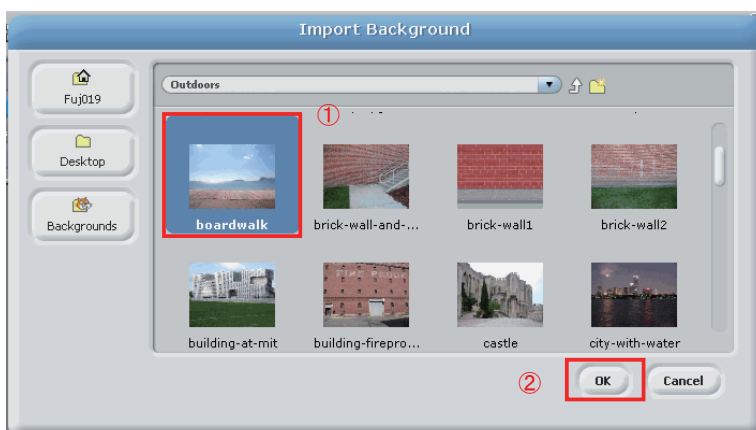 Import Background
Fuj019
Desktop
Backgrounds
Outdoors
①
boardwalk
brick-wall-and-...
brick-wall1
brick-wall2
building-at-mit
building-firepro...
castle
city-with-water
②
OK
Cancel